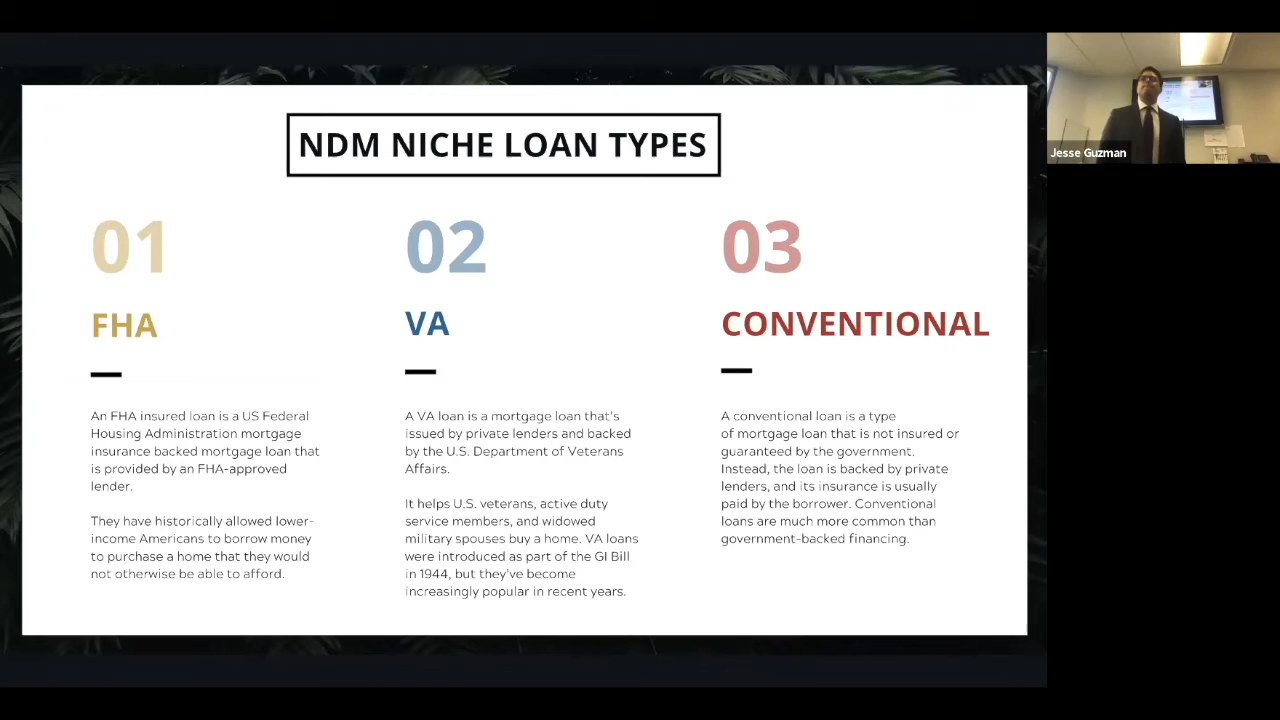 NDM NICHE LOAN TYPES
01
FHA
An FHA insured loan is a US Federal
Housing Administration mortgage
insurance backed mortgage loan that
is provided by an FHA-approved
lender.
They have historically allowed lower-
income Americans to borrow money
to purchase a home that they would
not otherwise be able to afford.
02
VA
A VA loan is a mortgage loan that's
issued by private lenders and backed
by the U.S. Department of Veterans
Affairs.
It helps U.S. veterans, active duty
service members, and widowed
military spouses buy a home. VA loans
were introduced as part of the GI Bill
in 1944, but they've become
increasingly popular in recent years.
03
CONVENTIONAL
A conventional loan is a type
of mortgage loan that is not insured or
guaranteed by the government.
Instead, the loan is backed by private
lenders, and its insurance is usually
paid by the borrower. Conventional
loans are much more common than
government-backed financing.
Jesse Guzman